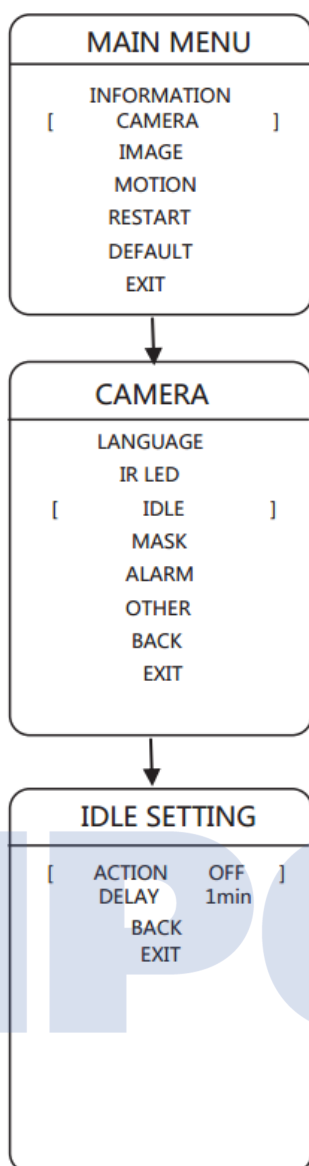 MAIN MENU
INFORMATION
[ CAMERA ]
IMAGE
MOTION
RESTART
DEFAULT
EXIT
CAMERA
LANGUAGE
IR LED
[ IDLE ]
MASK
ALARM
OTHER
BACK
EXIT
IDLE SETTING
[ ACTION OFF ]
DELAY 1min
BACK
EXIT